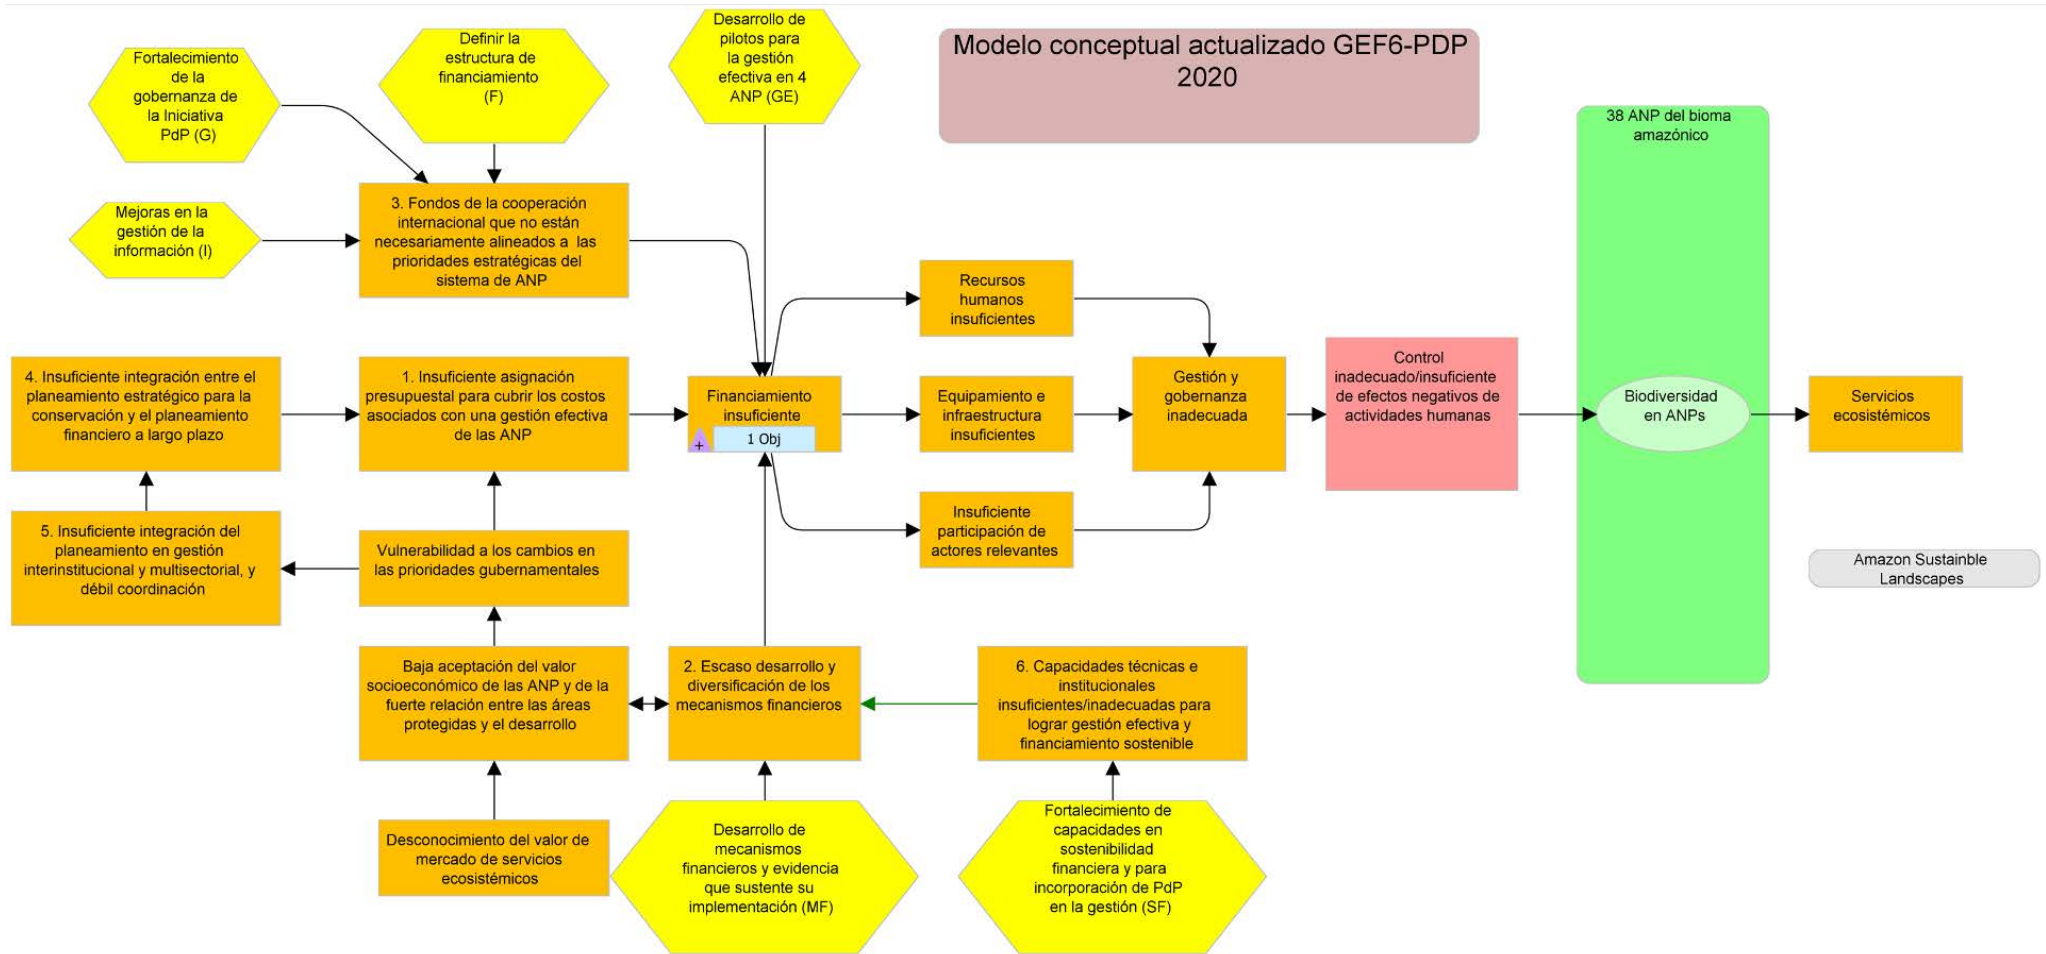 Fortalecimiento
de la
gobernanza de
la Iniciativa
PdP (G)
Definir la
estructura de
financiamiento
(F)
Desarrollo de
pilotos para
la gestión
efectiva en 4
ANP (GE)
Modelo conceptual actualizado GEF6-PDP
2020
38 ANP del bioma
amazónico
Mejoras en la
gestión de la
información (I)
3. Fondos de la cooperación
internacional que no están
necesariamente alineados a las
prioridades estratégicas del
sistema de ANP
4. Insuficiente integración entre el
planeamiento estratégico para la
conservación y el planeamiento
financiero a largo plazo
1. Insuficiente asignación
presupuestal para cubrir los costos
asociados con una gestión efectiva
de las ANP
Financiamiento
insuficiente
+
1 Obj
Recursos
humanos
insuficientes
Equipamiento e
infraestructura
insuficientes
Insuficiente
participación de
actores relevantes
Gestión y
gobernanza
inadecuada
Control
inadecuado/insuficiente
de efectos negativos de
actividades humanas
Biodiversidad
en ANPs
Servicios
ecosistémicos
5. Insuficiente integración del
planeamiento en gestión
interinstitucional y multisectorial, y
débil coordinación
Vulnerabilidad a los cambios en
las prioridades gubernamentales
Amazon Sustainble
Landscapes
Baja aceptación del valor
socioeconómico de las ANP y de la
fuerte relación entre las áreas
protegidas y el desarrollo
2. Escaso desarrollo y
diversificación de los
mecanismos financieros
6. Capacidades técnicas e
institucionales
insuficientes/inadecuadas para
lograr gestión efectiva y
financiamiento sostenible
Desconocimiento del valor de
mercado de servicios
ecosistémicos
Desarrollo de
mecanismos
financieros y evidencia
que sustente su
implementación (MF)
Fortalecimiento de
capacidades en
sostenibilidad
financiera y para
incorporación de PdP
en la gestión (SF)